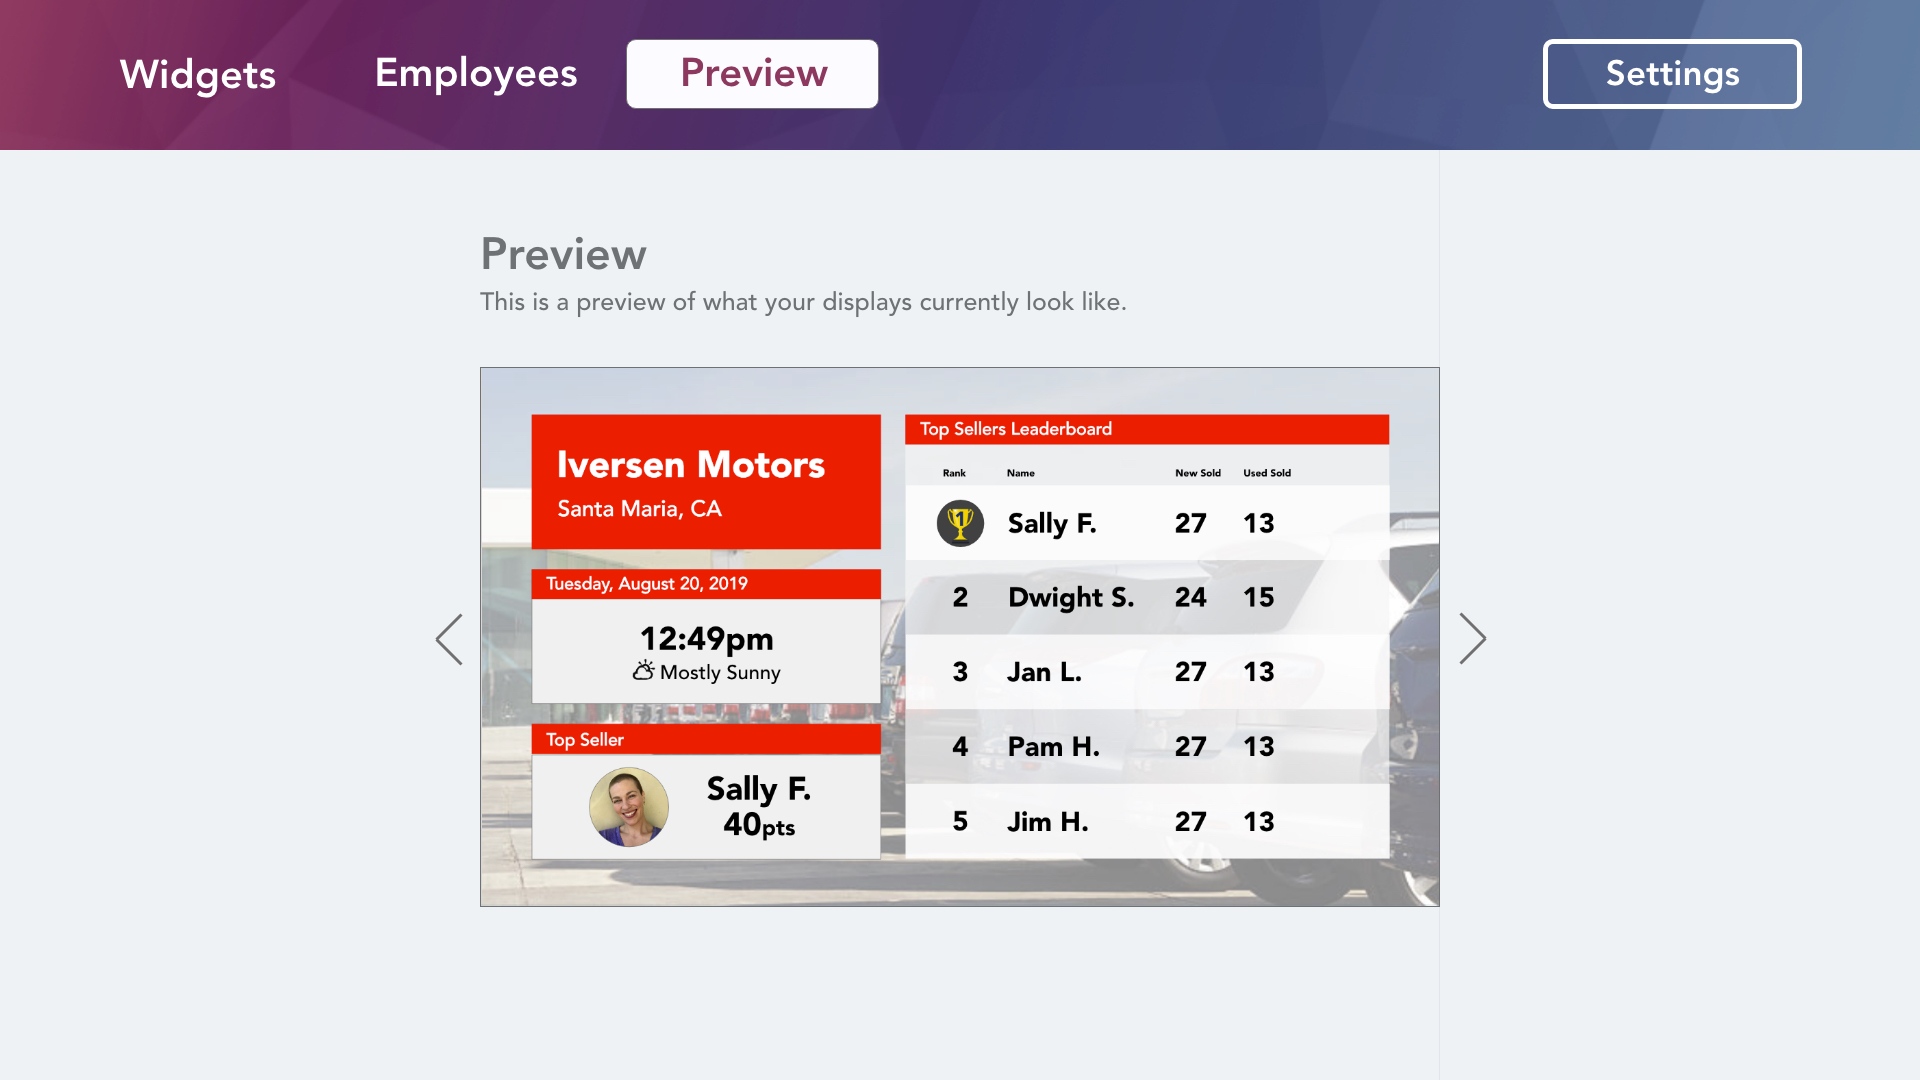 Widgets Employees Preview Settings
Preview
This is a preview of what your displays currently look like.
Iversen Motors
Santa Maria, CA
Tuesday, August 20, 2019
12:49pm
Mostly Sunny
Top Seller
Sally F.
40pts
Top Sellers Leaderboard
Rank Name New Sold Used Sold
1 Sally F. 27 13
2 Dwight S. 24 15
3 Jan L. 27 13
4 Pam H. 27 13
5 Jim H. 27 13